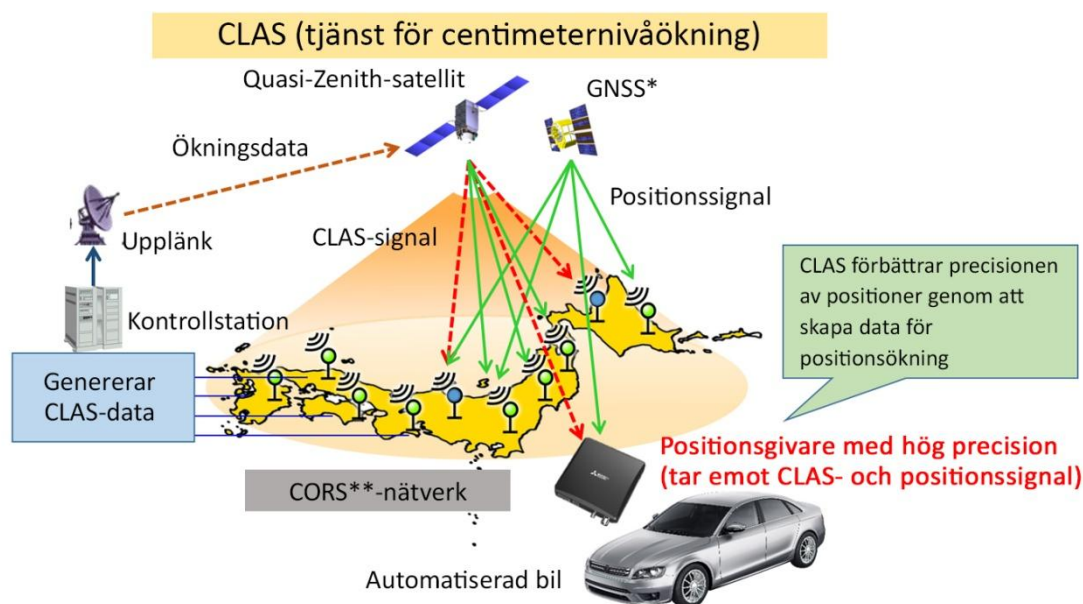 CLAS (tjänst för centimeternivåökning)
Quasi-Zenith-satellit
GNSS*
Ökningsdata
Positionssignal
Upplänk
CLAS-signal
CLAS förbättrar precisionen
av positioner genom att
skapa data för
positionsökning
Kontrollstation
Genererar
CLAS-data
Positionsgivare med hög precision
(tar emot CLAS- och positionssignal)
CORS**-nätverk
Automatiserad bil